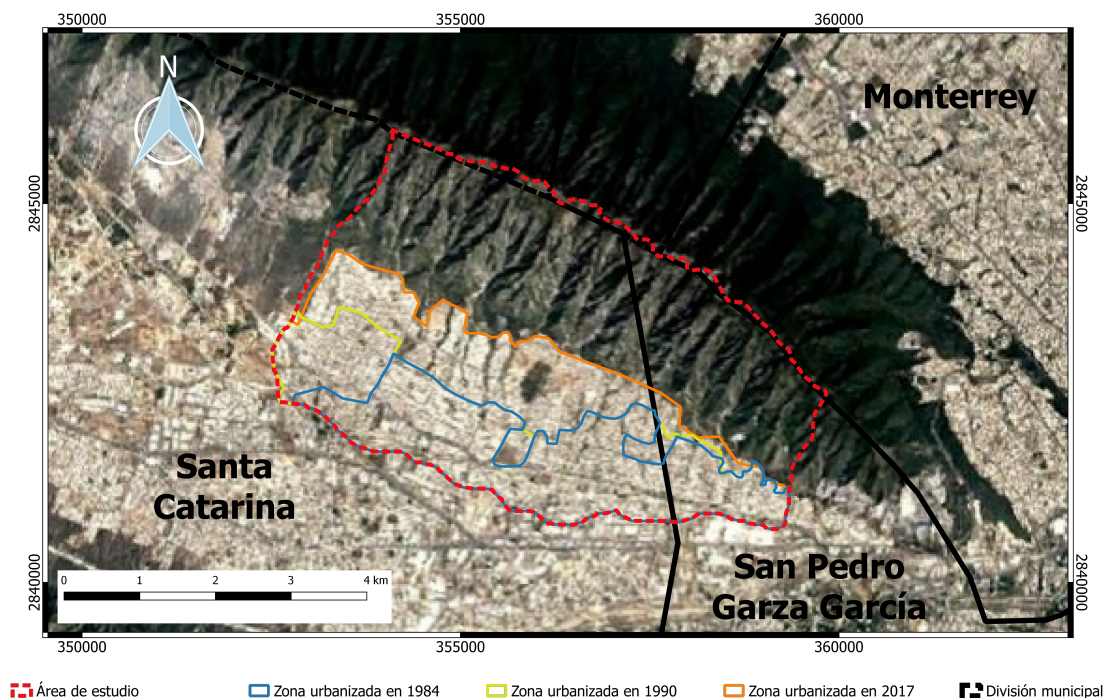 350000 355000 360000
N
Monterrey
2845000 2845000
Santa
Catarina
San Pedro
Garza García
2840000 2840000
0 1 2 3 4 km
350000 355000 360000
Área de estudio Zona urbanizada en 1984 Zona urbanizada en 1990 Zona urbanizada en 2017 División municipal